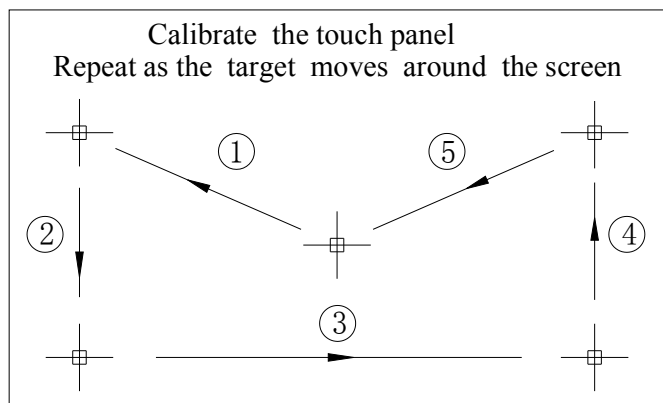 Calibrate the touch panel
Repeat as the target moves around the screen
① ⑤
② ④
③